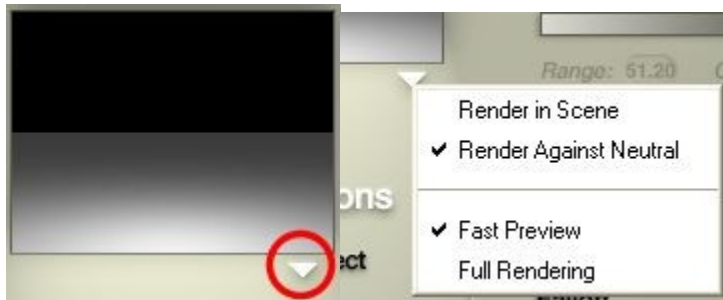 Range: 51.20
Render in Scene
Render Against Neutral
ons
Fast Preview
ect
Full Rendering